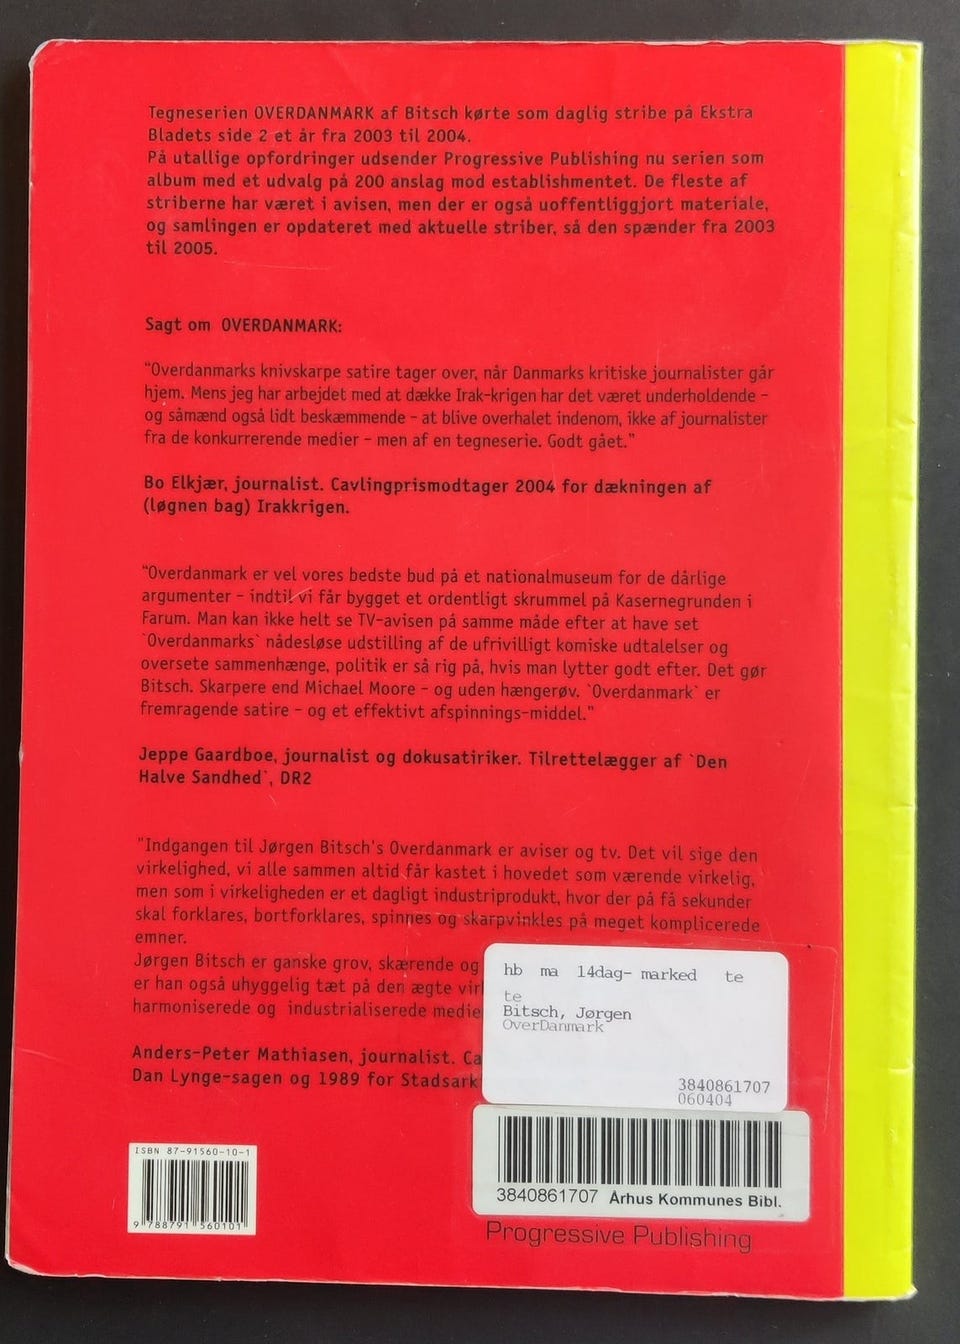 Tegneserien OVERDANMARK af Bitsch kørte som daglig stribe på Ekstra
Bladets side 2 et år fra 2003 til 2004.
På utallige opfordringer udsender Progressive Publishing nu serien som
album med et udvalg på 200 anslag mod establishmentet. De fleste af
striberne har været i avisen, men der er også uoffentliggjort materiale,
og samlingen er opdateret med aktuelle striber, så den spænder fra 2003
til 2005.
Sagt om OVERDANMARK:
"Overdanmarks knivskarpe satire tager over, når Danmarks kritiske journalister går
hjem. Mens jeg har arbejdet med at dække Irak-krigen har det været underholdende –
og såmænd også lidt beskæmmende – at blive overhalet indenom, ikke af journalister
fra de konkurrerende medier – men af en tegneserie. Godt gået."
Bo Elkjær, journalist. Cavlingprismodtager 2004 for dækningen af
(løgnen bag) Irakkrigen.
"Overdanmark er vel vores bedste bud på et nationalmuseum for de dårlige
argumenter – indtil vi får bygget et ordentligt skrummel på Kasernegrunden i
Farum. Man kan ikke helt se TV-avisen på samme måde efter at have set
`Overdanmarks` nådesløse udstilling af de ufrivilligt komiske udtalelser og
oversete sammenhænge, politik er så rig på, hvis man lytter godt efter. Det gør
Bitsch. Skarpere end Michael Moore – og uden hængerøv. `Overdanmark` er
fremragende satire – og et effektivt afspinnings-middel."
Jeppe Gaardboe, journalist og dokusatiriker. Tilrettelægger af `Den
Halve Sandhed`, DR2
"Indgangen til Jørgen Bitsch's Overdanmark er aviser og tv. Det vil sige den
virkelighed, vi alle sammen altid får kastet i hovedet som værende virkelig,
men som i virkeligheden er et dagligt industriprodukt, hvor der på få sekunder
skal forklares, bortforklares, spinnes og skarpvinkles på meget komplicerede
emner.
Jørgen Bitsch er ganske grov, skærende og
er han også uhyggelig tæt på den ægte vir
harmoniserede og industrialiserede medie
Anders-Peter Mathiasen, journalist. Ca
Dan Lynge-sagen og 1989 for Stadsark
hb ma 14dag- marked te
te
Bitsch, Jørgen
OverDanmark
3840861707
060404
3840861707 Århus Kommunes Bibl.
Progressive Publishing
ISBN 87-91560-10-1
9 788791 560101